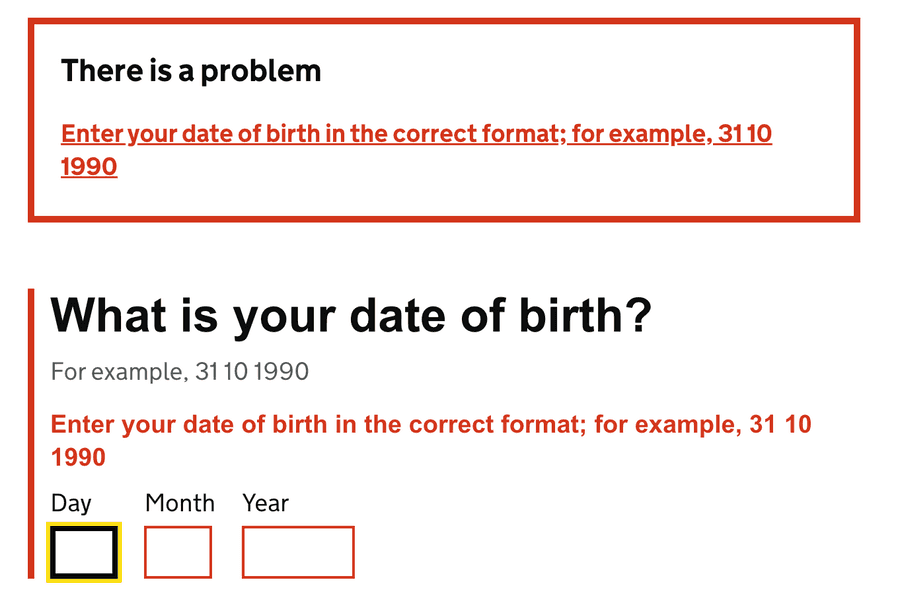 There is a problem
Enter your date of birth in the correct format; for example, 31 10
1990
What is your date of birth?
For example, 31 10 1990
Enter your date of birth in the correct format; for example, 31 10
1990
Day Month Year